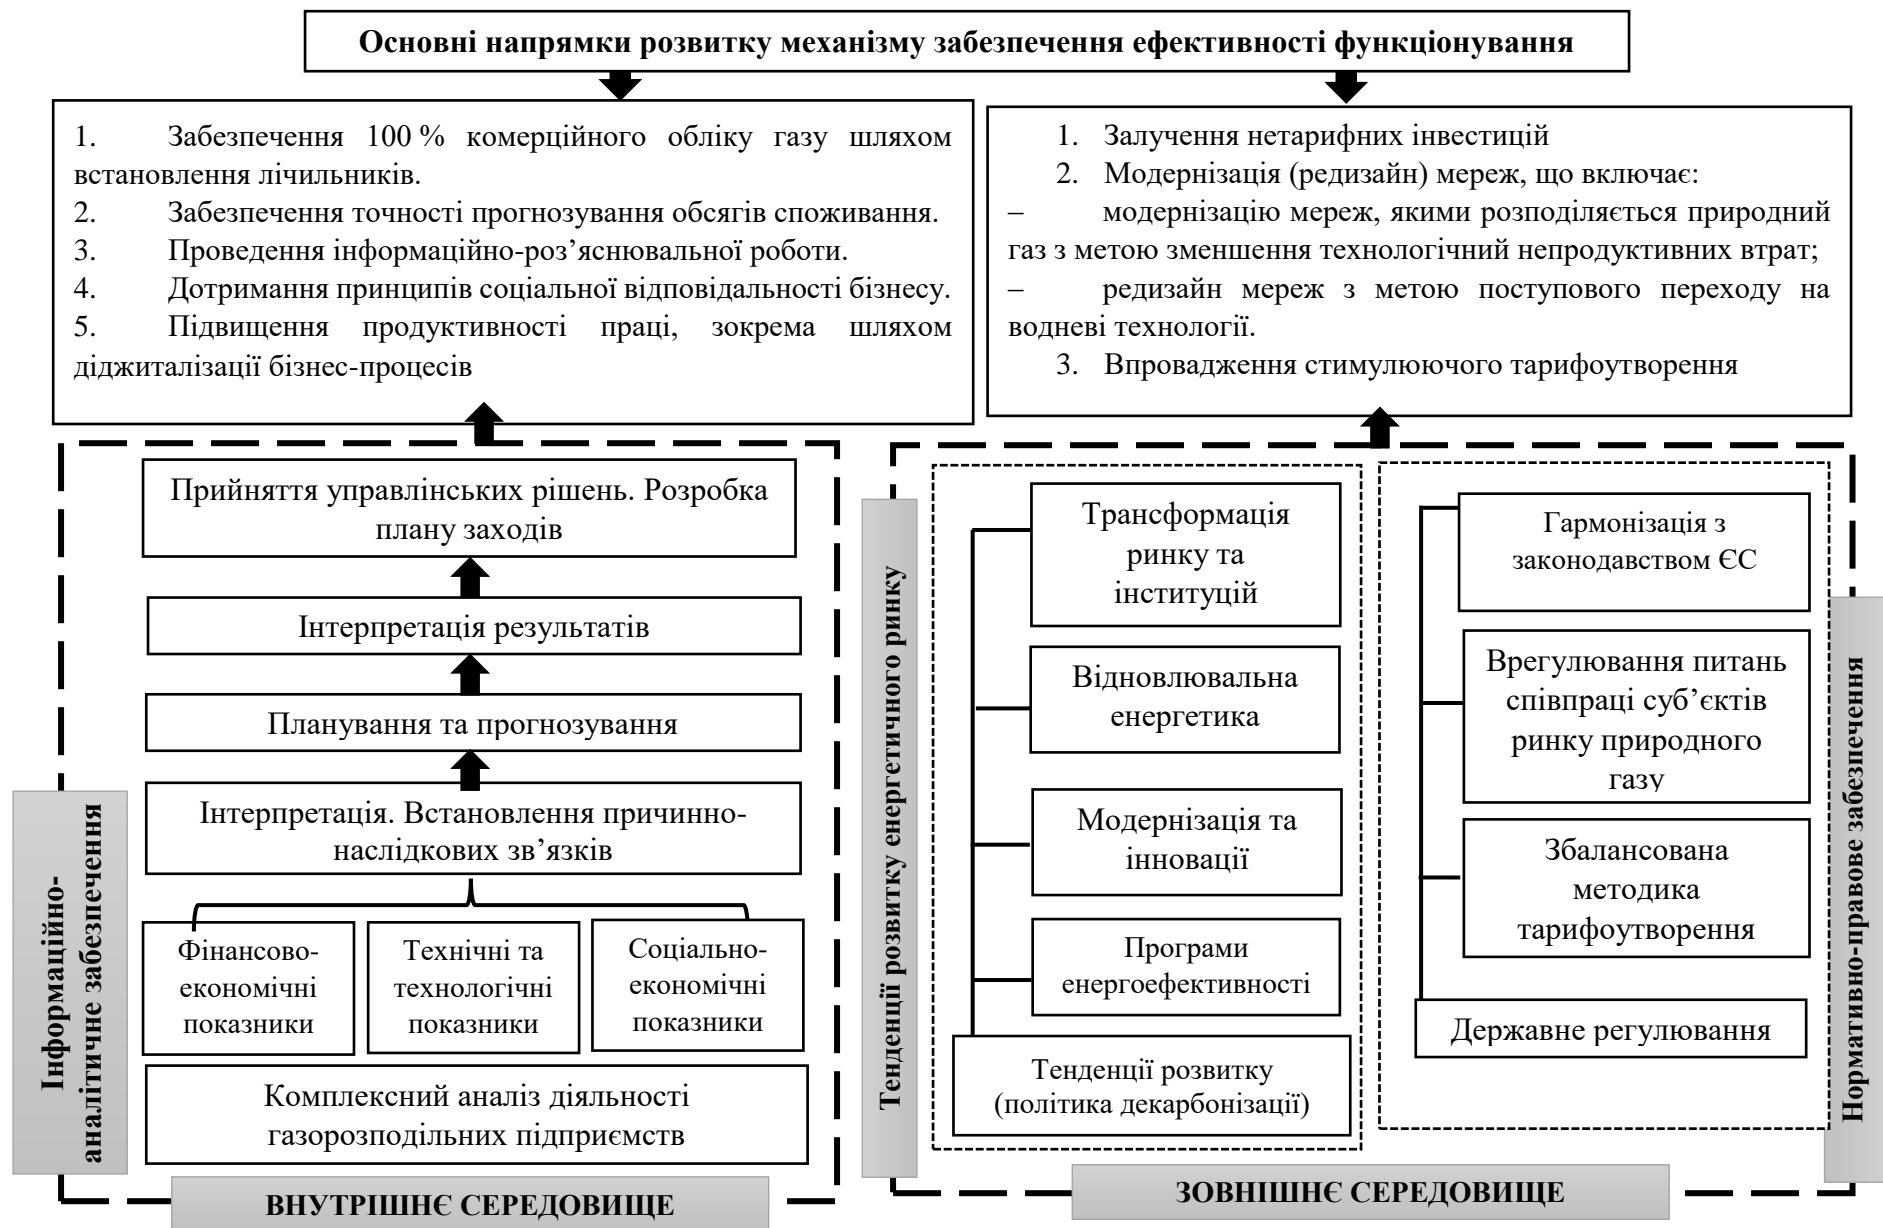 Основні напрямки розвитку механізму забезпечення ефективності функціонування
1. Забезпечення 100 % комерційного обліку газу шляхом
встановлення лічильників.
2. Забезпечення точності прогнозування обсягів споживання.
3. Проведення інформаційно-роз’яснювальної роботи.
4. Дотримання принципів соціальної відповідальності бізнесу.
5. Підвищення продуктивності праці, зокрема шляхом
діджиталізації бізнес-процесів
1. Залучення нетарифних інвестицій
2. Модернізація (редизайн) мереж, що включає:
– модернізацію мереж, якими розподіляється природний
газ з метою зменшення технологічний непродуктивних втрат;
– редизайн мереж з метою поступового переходу на
водневі технології.
3. Впровадження стимулюючого тарифоутворення
Прийняття управлінських рішень. Розробка
плану заходів
Інтерпретація результатів
Планування та прогнозування
Інтерпретація. Встановлення причинно-
наслідкових зв’язків
Фінансово-
економічні
показники
Технічні та
технологічні
показники
Соціально-
економічні
показники
Комплексний аналіз діяльності
газорозподільних підприємств
Інформаційно-
аналітичне забезпечення
ВНУТРІШНЄ СЕРЕДОВИЩЕ
Тенденції розвитку енергетичного ринку
Трансформація
ринку та
інституцій
Відновлювальна
енергетика
Модернізація та
інновації
Програми
енергоефективності
Тенденції розвитку
(політика декарбонізації)
Гармонізація з
законодавством ЄС
Врегулювання питань
співпраці суб’єктів
ринку природного
газу
Збалансована
методика
тарифоутворення
Державне регулювання
Нормативно-правове забезпечення
ЗОВНІШНЄ СЕРЕДОВИЩЕ